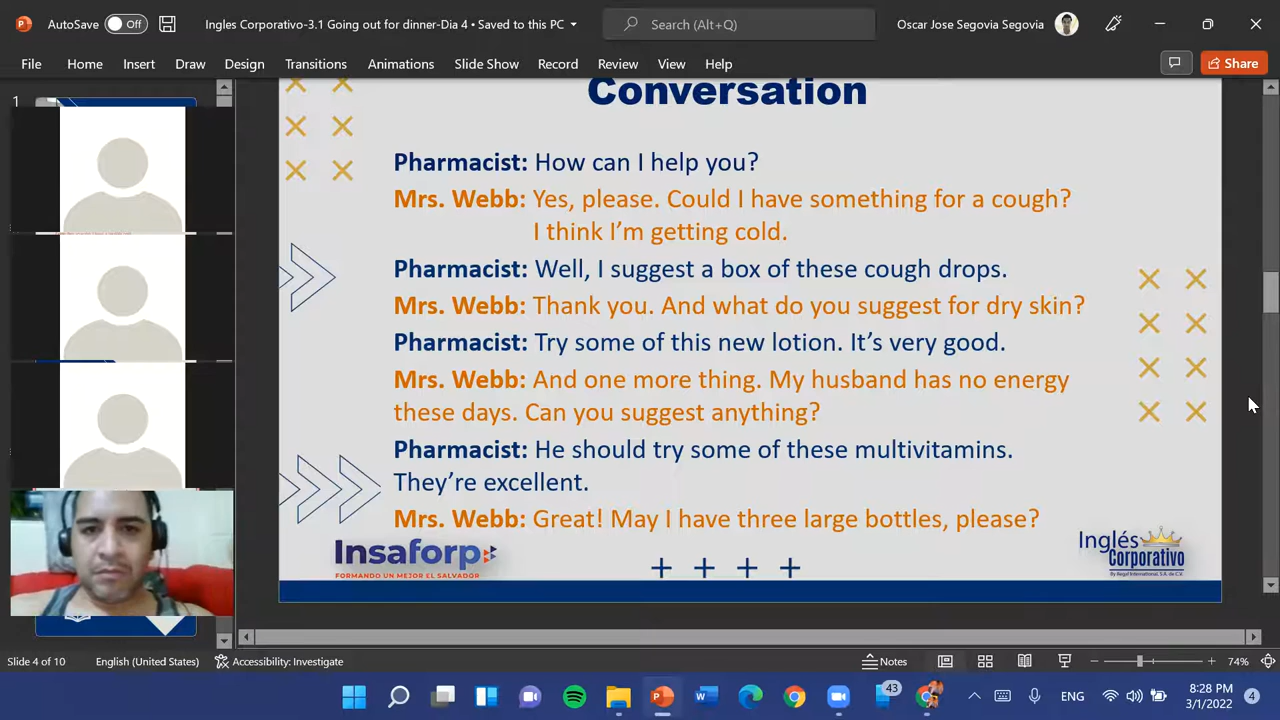 AutoSave Off Ingles Corporativo-3.1 Going out for dinner-Dia 4 • Saved to this PC Search (Alt+Q) Oscar Jose Segovia Segovia
File Home Insert Draw Design Transitions Animations Slide Show Record Review View Help Share
1
Conversation
Pharmacist: How can I help you?
Mrs. Webb: Yes, please. Could I have something for a cough?
I think I'm getting cold.
Pharmacist: Well, I suggest a box of these cough drops.
Mrs. Webb: Thank you. And what do you suggest for dry skin?
Pharmacist: Try some of this new lotion. It's very good.
Mrs. Webb: And one more thing. My husband has no energy
these days. Can you suggest anything?
Pharmacist: He should try some of these multivitamins.
They're excellent.
Mrs. Webb: Great! May I have three large bottles, please?
Insaforp
FORMANDO UN MEJOR EL SALVADOR
Inglés
Corporativo
By Regal International, S.A. de C.V.
Slide 4 of 10 English (United States) Accessibility: Investigate Notes 74%
43 ENG 8:28 PM
3/1/2022 4